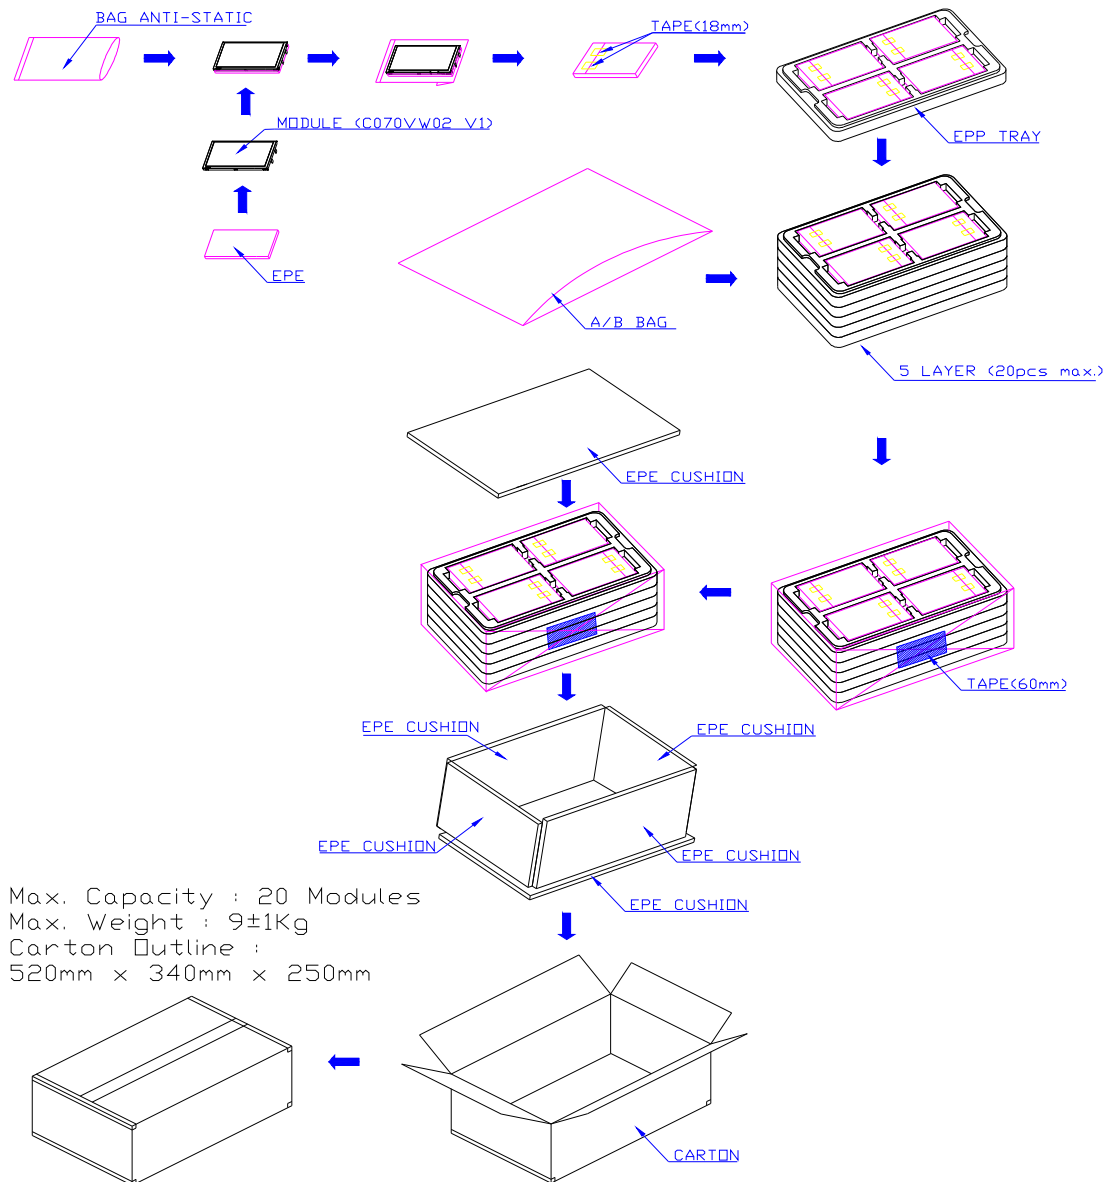 BAG ANTI-STATIC
TAPE(18mm)
MODULE (C070VW02 V1)
EPP TRAY
EPE
A/B BAG
5 LAYER (20pcs max.)
EPE CUSHION
TAPE(60mm)
EPE CUSHION
EPE CUSHION
EPE CUSHION
EPE CUSHION
EPE CUSHION
Max. Capacity : 20 Modules
Max. Weight : 9±1Kg
Carton Outline :
520mm x 340mm x 250mm
CARTON